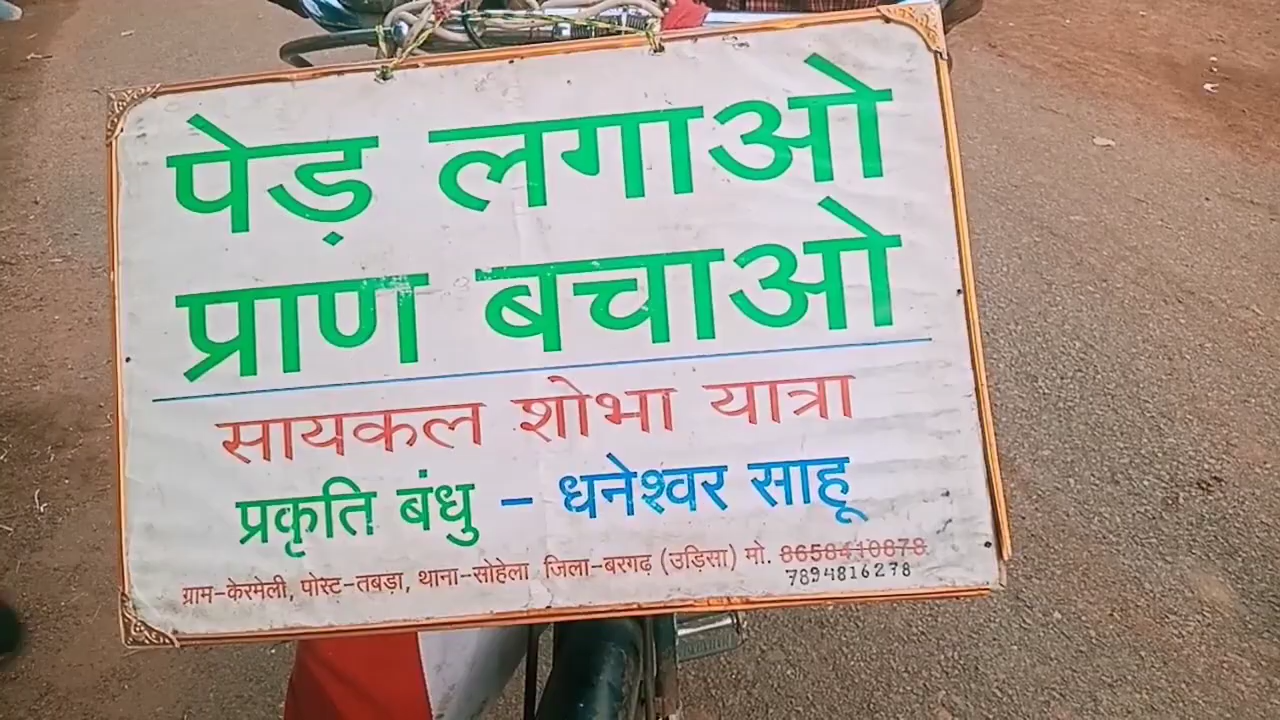 पेड़ लगाओ
प्राण बचाओ
सायकल शोभा यात्रा
प्रकृति बंधु – धनेश्वर साहू
ग्राम-केरमेली, पोस्ट-तबड़ा, थाना-सोहेला जिला-बरगढ़ (उड़िसा) मो. 8658410878
7894816278